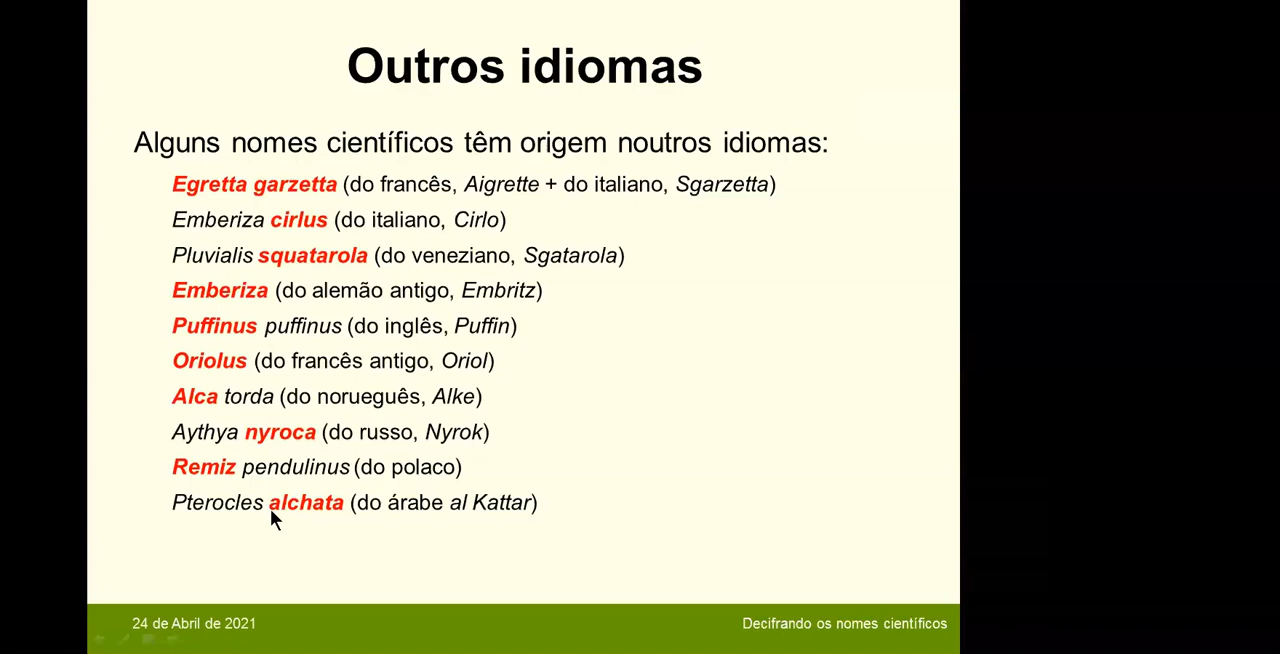 Outros idiomas
Alguns nomes científicos têm origem noutros idiomas:
Egretta garzetta (do francês, Aigrette + do italiano, Sgarzetta)
Emberiza cirlus (do italiano, Cirlo)
Pluvialis squatarola (do veneziano, Sgatarola)
Emberiza (do alemão antigo, Embritz)
Puffinus puffinus (do inglês, Puffin)
Oriolus (do francês antigo, Oriol)
Alca torda (do norueguês, Alke)
Aythya nyroca (do russo, Nyrok)
Remiz pendulinus (do polaco)
Pterocles alchata (do árabe al Kattar)
24 de Abril de 2021
Decifrando os nomes científicos